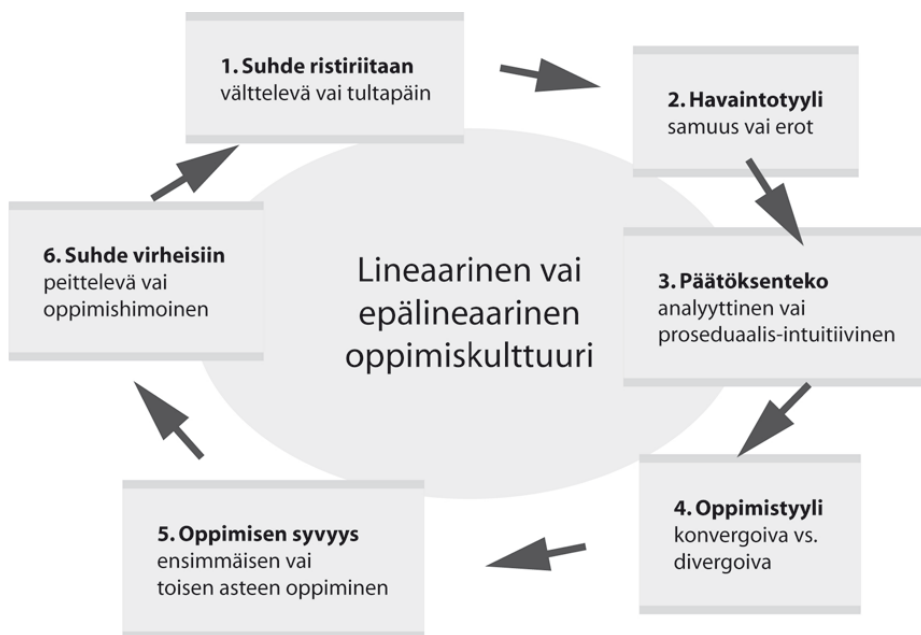 1. Suhde ristiriitaan
välttelevä vai tultapäin
2. Havaintotyyli
samuus vai erot
3. Päätöksenteko
analyyttinen vai
proseduaalis-intuitiivinen
4. Oppimistyyli
konvergoiva vs.
divergoiva
5. Oppimisen syvyys
ensimmäisen vai
toisen asteen oppiminen
6. Suhde virheisiin
peittelevä vai
oppimishimoinen
Lineaarinen vai
epälineaarinen
oppimiskulttuuri